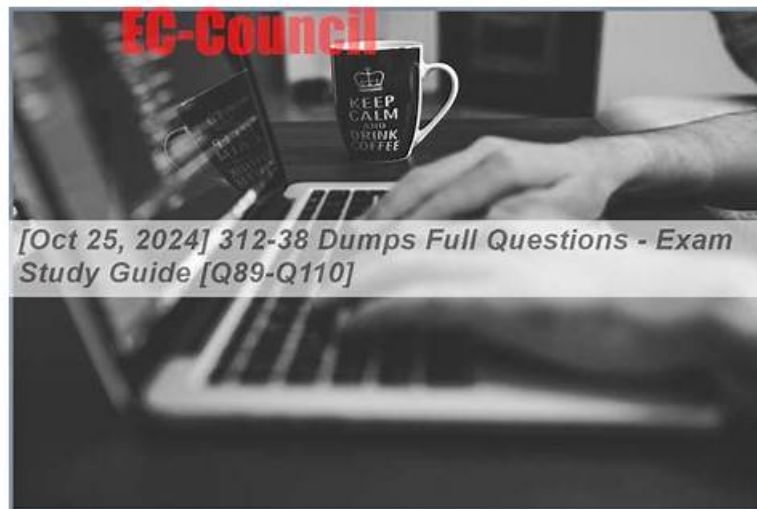 EC-Council
KEEP
CALM
AND
DRINK
COFFEE
[Oct 25, 2024] 312-38 Dumps Full Questions - Exam
Study Guide [Q89-Q110]